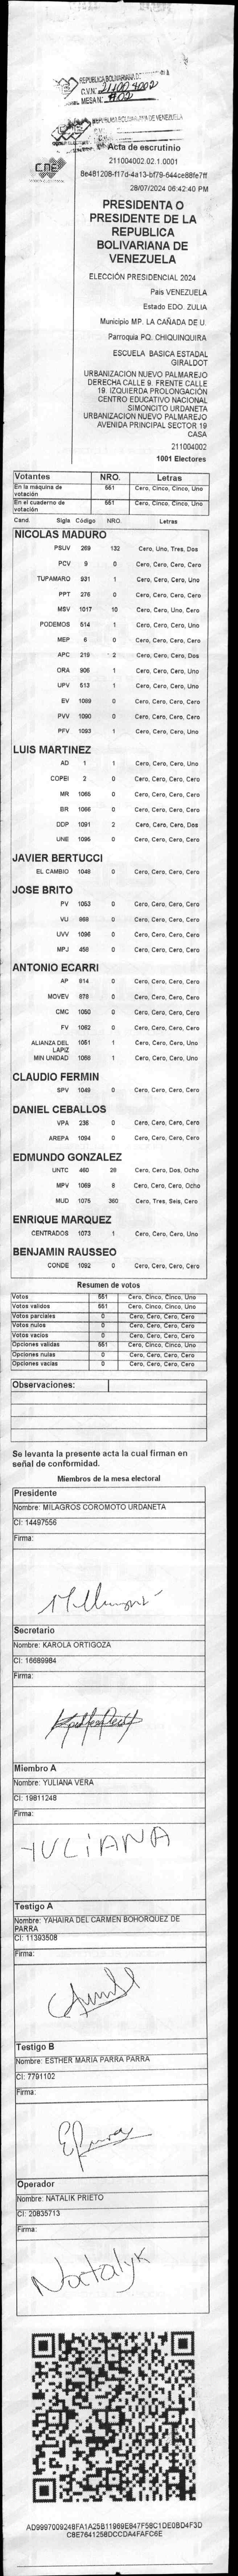 REPÚBLICA BOLIVARIANA DE
C.V.N: 211004002
MESA N: #02
REPÚBLICA BOLIVARIANA DE VENEZUELA
CNE
Acta de escrutinio
211004002.02.1.0001
8e481208-f17d-4a13-bf79-644ce88fe7ff
28/07/2024 06:42:40 PM
PRESIDENTA O
PRESIDENTE DE LA
REPUBLICA
BOLIVARIANA DE
VENEZUELA
ELECCIÓN PRESIDENCIAL 2024
Pais VENEZUELA
Estado EDO. ZULIA
Municipio MP. LA CAÑADA DE U.
Parroquia PQ. CHIQUINQUIRA
ESCUELA BASICA ESTADAL
GIRALDOT
URBANIZACION NUEVO PALMAREJO
DERECHA CALLE 9. FRENTE CALLE
19. IZQUIERDA PROLONGACIÓN
CENTRO EDUCATIVO NACIONAL
SIMONCITO URDANETA
URBANIZACION NUEVO PALMAREJO
AVENIDA PRINCIPAL SECTOR 19
CASA
211004002
1001 Electores
Votantes NRO. Letras
En la máquina de votación 551 Cero, Cinco, Cinco, Uno
En el cuaderno de votación 551 Cero, Cinco, Cinco, Uno
Cand. Sigla Código NRO. Letras
NICOLAS MADURO
PSUV 269 132 Cero, Uno, Tres, Dos
PCV 9 0 Cero, Cero, Cero, Cero
TUPAMARO 931 1 Cero, Cero, Cero, Uno
PPT 276 0 Cero, Cero, Cero, Cero
MSV 1017 10 Cero, Cero, Uno, Cero
PODEMOS 514 1 Cero, Cero, Cero, Uno
MEP 6 0 Cero, Cero, Cero, Cero
APC 219 2 Cero, Cero, Cero, Dos
ORA 906 1 Cero, Cero, Cero, Uno
UPV 513 1 Cero, Cero, Cero, Uno
EV 1089 0 Cero, Cero, Cero, Cero
PVV 1090 0 Cero, Cero, Cero, Cero
PFV 1093 1 Cero, Cero, Cero, Uno
LUIS MARTINEZ
AD 1 1 Cero, Cero, Cero, Uno
COPEI 2 0 Cero, Cero, Cero, Cero
MR 1065 0 Cero, Cero, Cero, Cero
BR 1066 0 Cero, Cero, Cero, Cero
DDP 1091 2 Cero, Cero, Cero, Dos
UNE 1095 0 Cero, Cero, Cero, Cero
JAVIER BERTUCCI
EL CAMBIO 1048 0 Cero, Cero, Cero, Cero
JOSE BRITO
PV 1053 0 Cero, Cero, Cero, Cero
VU 868 0 Cero, Cero, Cero, Cero
UVV 1096 0 Cero, Cero, Cero, Cero
MPJ 458 0 Cero, Cero, Cero, Cero
ANTONIO ECARRI
AP 814 0 Cero, Cero, Cero, Cero
MOVEV 878 0 Cero, Cero, Cero, Cero
CMC 1050 0 Cero, Cero, Cero, Cero
FV 1082 0 Cero, Cero, Cero, Cero
ALIANZA DEL LAPIZ 1051 1 Cero, Cero, Cero, Uno
MIN UNIDAD 1088 1 Cero, Cero, Cero, Uno
CLAUDIO FERMIN
SPV 1049 0 Cero, Cero, Cero, Cero
DANIEL CEBALLOS
VPA 236 0 Cero, Cero, Cero, Cero
AREPA 1094 0 Cero, Cero, Cero, Cero
EDMUNDO GONZALEZ
UNTC 460 28 Cero, Cero, Dos, Ocho
MPV 1069 8 Cero, Cero, Cero, Ocho
MUD 1075 360 Cero, Tres, Seis, Cero
ENRIQUE MARQUEZ
CENTRADOS 1073 1 Cero, Cero, Cero, Uno
BENJAMIN RAUSSEO
CONDE 1092 0 Cero, Cero, Cero, Cero
Resumen de votos
Votos 551 Cero, Cinco, Cinco, Uno
Votos válidos 551 Cero, Cinco, Cinco, Uno
Votos parciales 0 Cero, Cero, Cero, Cero
Votos nulos 0 Cero, Cero, Cero, Cero
Votos vacíos 0 Cero, Cero, Cero, Cero
Opciones válidas 551 Cero, Cinco, Cinco, Uno
Opciones nulas 0 Cero, Cero, Cero, Cero
Opciones vacías 0 Cero, Cero, Cero, Cero
Observaciones:
Se levanta la presente acta la cual firman en
señal de conformidad.
Miembros de la mesa electoral
Presidente
Nombre: MILAGROS COROMOTO URDANETA
CI: 14497556
Firma:
Secretario
Nombre: KAROLA ORTIGOZA
CI: 16689984
Firma:
Miembro A
Nombre: YULIANA VERA
CI: 19811248
Firma:
YULiANA
Testigo A
Nombre: YAHAIRA DEL CARMEN BOHORQUEZ DE
PARRA
CI: 11393508
Firma:
Testigo B
Nombre: ESTHER MARIA PARRA PARRA
CI: 7791102
Firma:
Operador
Nombre: NATALIK PRIETO
CI: 20835713
Firma:
Natalyk
AD9997009248FA1A25B11969E847F58C1DE0BD4F3D
C8E7641258DCCDA4FAFC6E